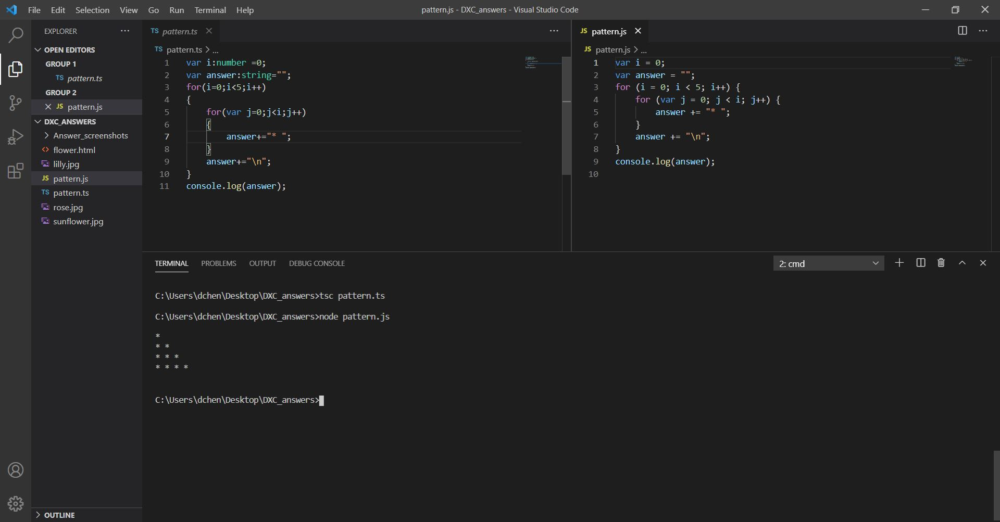 File Edit Selection View Go Run Terminal Help
pattern.js - DXC_answers - Visual Studio Code
EXPLORER
OPEN EDITORS
GROUP 1
TS pattern.ts
GROUP 2
JS pattern.js
DXC_ANSWERS
Answer_screenshots
flower.html
lilly.jpg
JS pattern.js
TS pattern.ts
rose.jpg
sunflower.jpg
OUTLINE
TS pattern.ts
TS pattern.ts > ...
1 var i:number =0;
2 var answer:string="";
3 for(i=0;i<5;i++)
4 {
5 for(var j=0;j<i;j++)
6 {
7 answer+="* ";
8 }
9 answer+="\n";
10 }
11 console.log(answer);
JS pattern.js
JS pattern.js > ...
1 var i = 0;
2 var answer = "";
3 for (i = 0; i < 5; i++) {
4 for (var j = 0; j < i; j++) {
5 answer += "* ";
6 }
7 answer += "\n";
8 }
9 console.log(answer);
10
TERMINAL PROBLEMS OUTPUT DEBUG CONSOLE
2: cmd
C:\Users\dchen\Desktop\DXC_answers>tsc pattern.ts
C:\Users\dchen\Desktop\DXC_answers>node pattern.js
*
* *
* * *
* * * *
C:\Users\dchen\Desktop\DXC_answers>